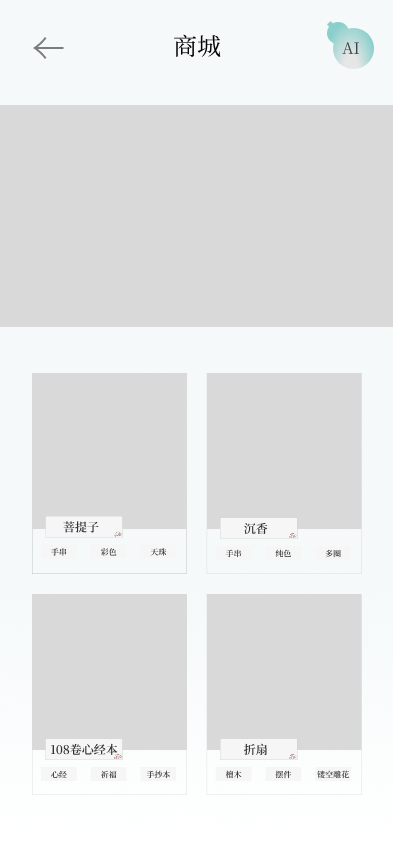 商城
AI
菩提子
手串 彩色 天珠
沉香
手串 纯色 多圈
108卷心经本
心经 祈福 手抄本
折扇
檀木 摆件 镂空雕花